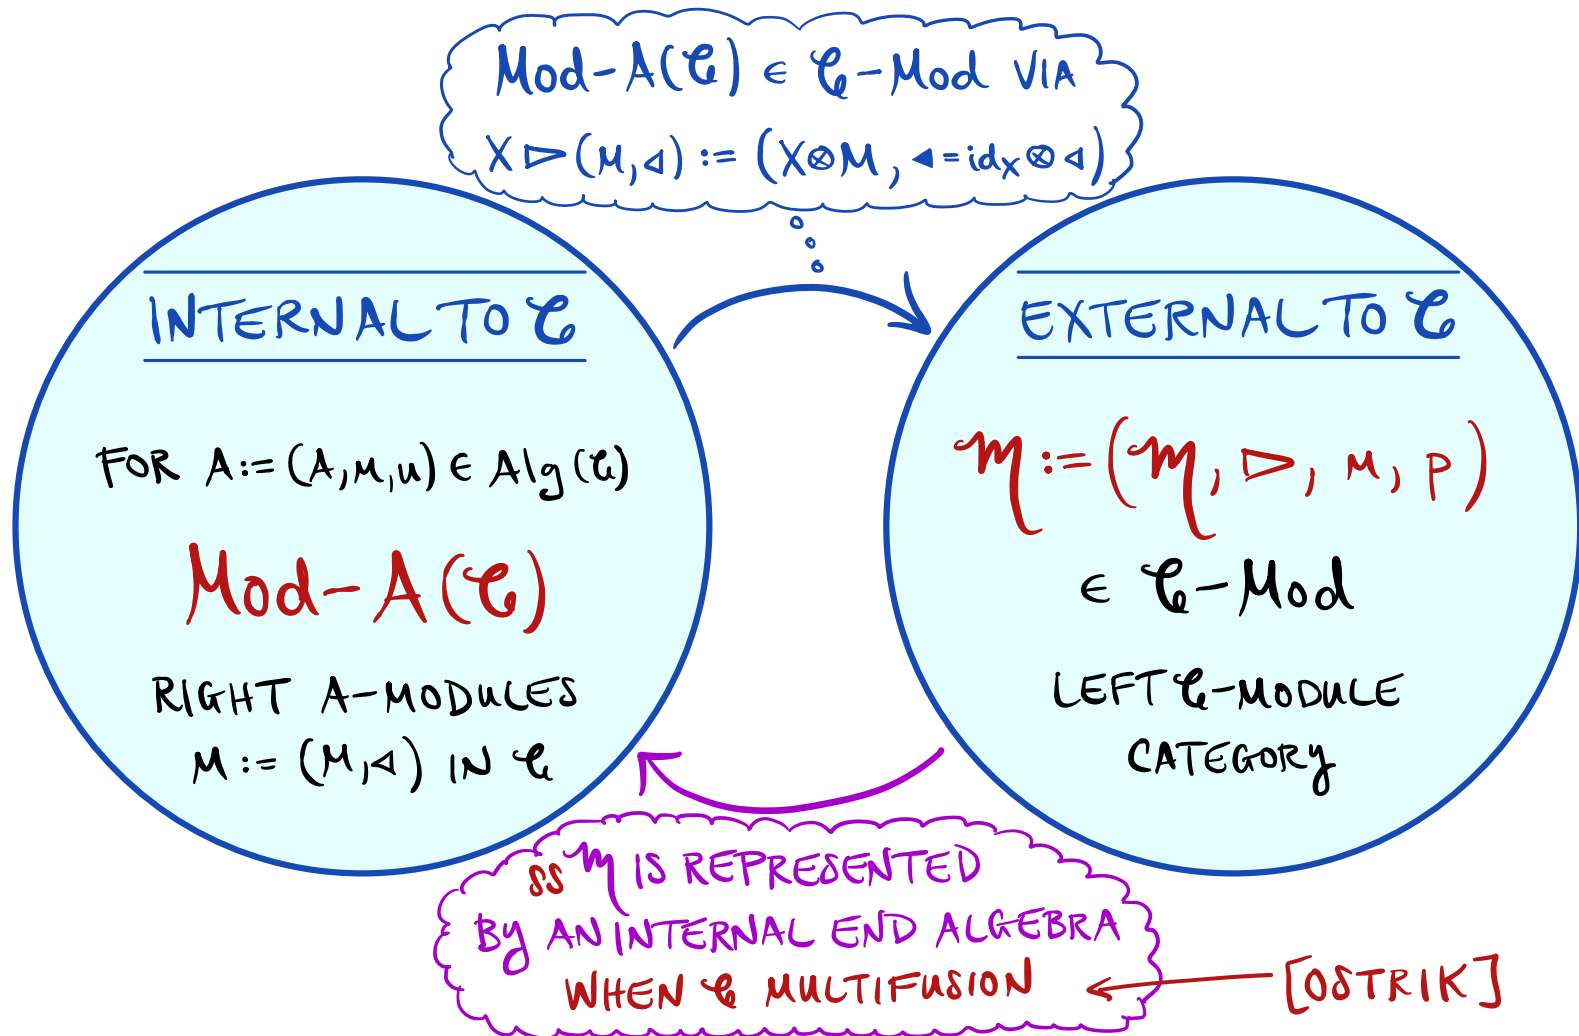 Mod-A(𝒞) ∈ 𝒞-Mod VIA
X ▷ (M, ◁) := (X⊗M, ◀ = id_X ⊗ ◁)
INTERNAL TO 𝒞
FOR A := (A, m, u) ∈ Alg(𝒞)
Mod-A(𝒞)
RIGHT A-MODULES
M := (M, ◁) IN 𝒞
EXTERNAL TO 𝒞
ℳ := (ℳ, ▷, m, p)
∈ 𝒞-Mod
LEFT 𝒞-MODULE
CATEGORY
SS ℳ IS REPRESENTED
BY AN INTERNAL END ALGEBRA
WHEN 𝒞 MULTIFUSION
[OSTRIK]